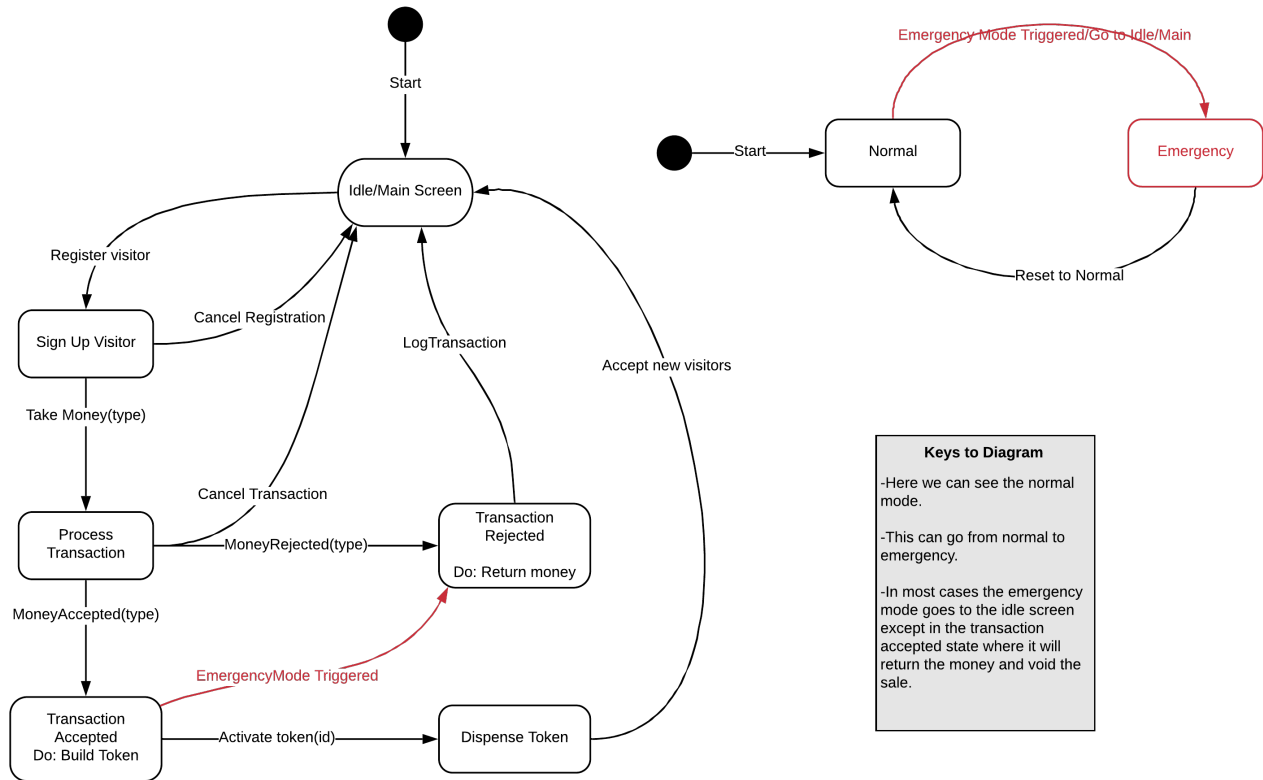 Start
Idle/Main Screen
Register visitor
Sign Up Visitor
Cancel Registration
LogTransaction
Accept new visitors
Take Money(type)
Cancel Transaction
Process
Transaction
MoneyRejected(type)
Transaction
Rejected
Do: Return money
MoneyAccepted(type)
EmergencyMode Triggered
Transaction
Accepted
Do: Build Token
Activate token(id)
Dispense Token
Emergency Mode Triggered/Go to Idle/Main
Start
Normal
Emergency
Reset to Normal
Keys to Diagram
-Here we can see the normal
mode.
-This can go from normal to
emergency.
-In most cases the emergency
mode goes to the idle screen
except in the transaction
accepted state where it will
return the money and void the
sale.